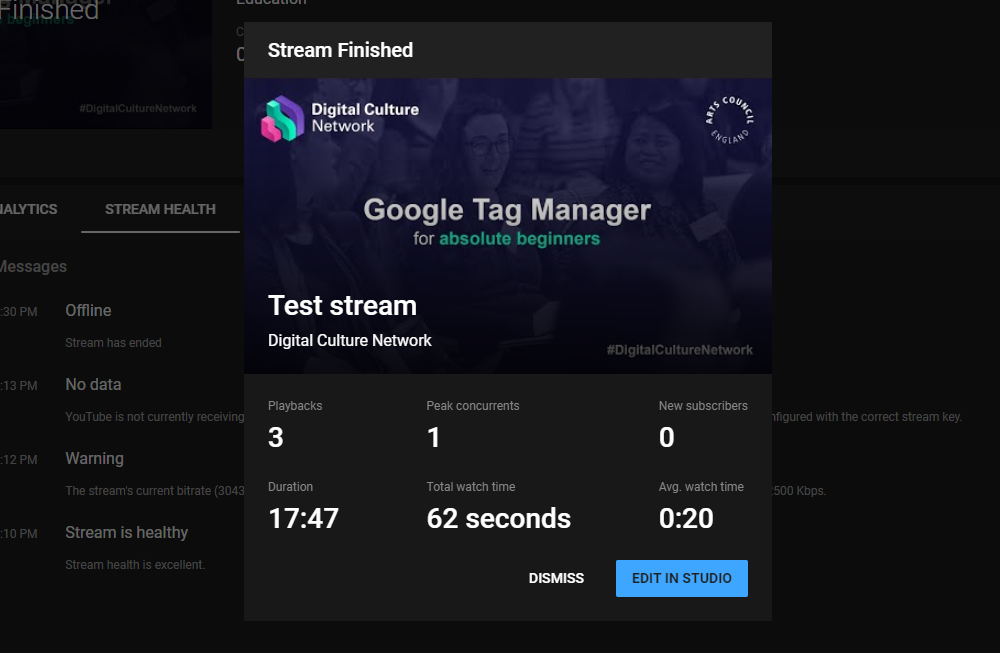 Finished
Education
#DigitalCultureNetwork
Stream Finished
Digital Culture
Network
ARTS COUNCIL
ENGLAND
Google Tag Manager
for absolute beginners
Test stream
Digital Culture Network
#DigitalCultureNetwork
NALYTICS
STREAM HEALTH
Messages
:30 PM
Offline
Stream has ended
:13 PM
No data
YouTube is not currently receiving
nfigured with the correct stream key.
:12 PM
Warning
The stream's current bitrate (3043
500 Kbps.
:10 PM
Stream is healthy
Stream health is excellent.
Playbacks
Peak concurrents
New subscribers
3
1
0
Duration
Total watch time
Avg. watch time
17:47
62 seconds
0:20
DISMISS
EDIT IN STUDIO